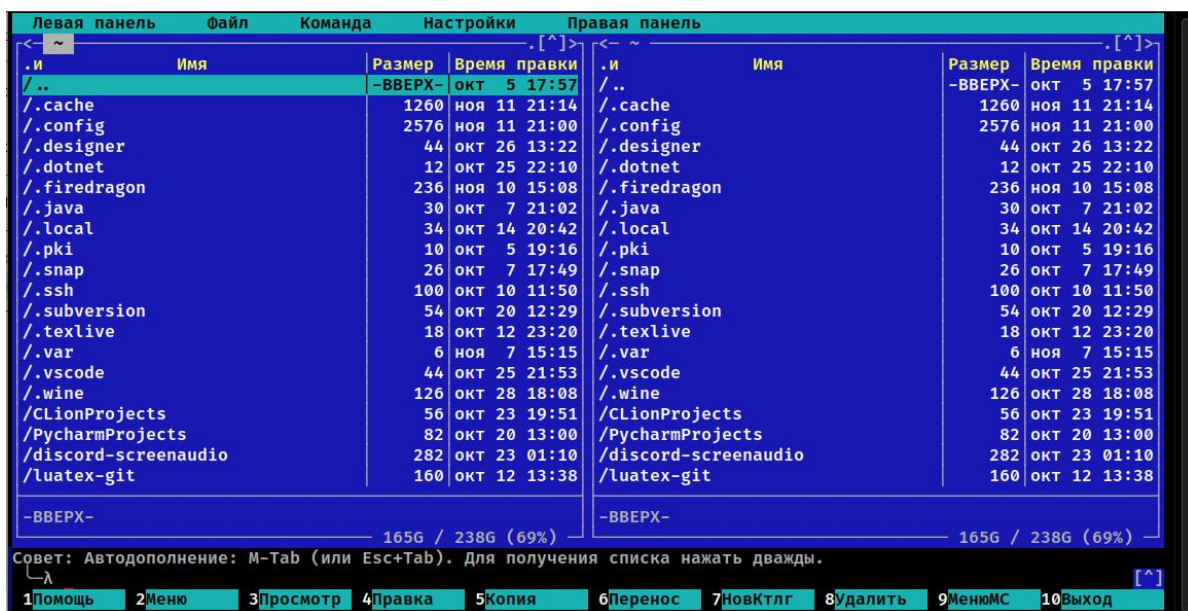 Левая панель Файл Команда Настройки Правая панель
<— ~ .[^]> <— ~ .[^]>
.и Имя Размер Время правки .и Имя Размер Время правки
/.. -ВВЕРХ- окт 5 17:57 /.. -ВВЕРХ- окт 5 17:57
/.cache 1260 ноя 11 21:14 /.cache 1260 ноя 11 21:14
/.config 2576 ноя 11 21:00 /.config 2576 ноя 11 21:00
/.designer 44 окт 26 13:22 /.designer 44 окт 26 13:22
/.dotnet 12 окт 25 22:10 /.dotnet 12 окт 25 22:10
/.firedragon 236 ноя 10 15:08 /.firedragon 236 ноя 10 15:08
/.java 30 окт 7 21:02 /.java 30 окт 7 21:02
/.local 34 окт 14 20:42 /.local 34 окт 14 20:42
/.pki 10 окт 5 19:16 /.pki 10 окт 5 19:16
/.snap 26 окт 7 17:49 /.snap 26 окт 7 17:49
/.ssh 100 окт 10 11:50 /.ssh 100 окт 10 11:50
/.subversion 54 окт 20 12:29 /.subversion 54 окт 20 12:29
/.texlive 18 окт 12 23:20 /.texlive 18 окт 12 23:20
/.var 6 ноя 7 15:15 /.var 6 ноя 7 15:15
/.vscode 44 окт 25 21:53 /.vscode 44 окт 25 21:53
/.wine 126 окт 28 18:08 /.wine 126 окт 28 18:08
/CLionProjects 56 окт 23 19:51 /CLionProjects 56 окт 23 19:51
/PycharmProjects 82 окт 20 13:00 /PycharmProjects 82 окт 20 13:00
/discord-screenaudio 282 окт 23 01:10 /discord-screenaudio 282 окт 23 01:10
/luatex-git 160 окт 12 13:38 /luatex-git 160 окт 12 13:38
-ВВЕРХ- -ВВЕРХ-
165G / 238G (69%) 165G / 238G (69%)
Совет: Автодополнение: M-Tab (или Esc+Tab). Для получения списка нажать дважды.
╰─λ [^]
1Помощь 2Меню 3Просмотр 4Правка 5Копия 6Перенос 7НовКтлг 8Удалить 9МенюMC 10Выход